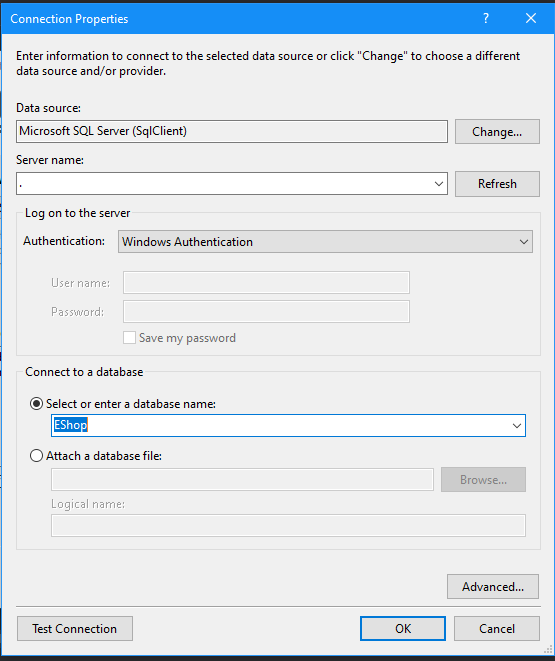 Connection Properties
?
Enter information to connect to the selected data source or click "Change" to choose a different
data source and/or provider.
Data source:
Microsoft SQL Server (SqlClient)
Change...
Server name:
.
Refresh
Log on to the server
Authentication:
Windows Authentication
User name:
Password:
Save my password
Connect to a database
Select or enter a database name:
EShop
Attach a database file:
Browse...
Logical name:
Advanced...
Test Connection
OK
Cancel